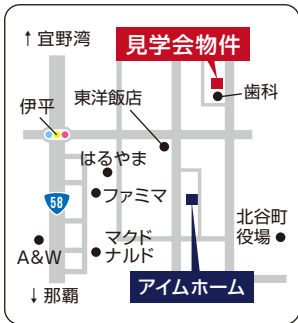 ↑宜野湾
見学会物件
歯科
東洋飯店
伊平
はるやま
ファミマ
58
マクド
ナルド
北谷町
役場
A&W
アイムホーム
↓那覇